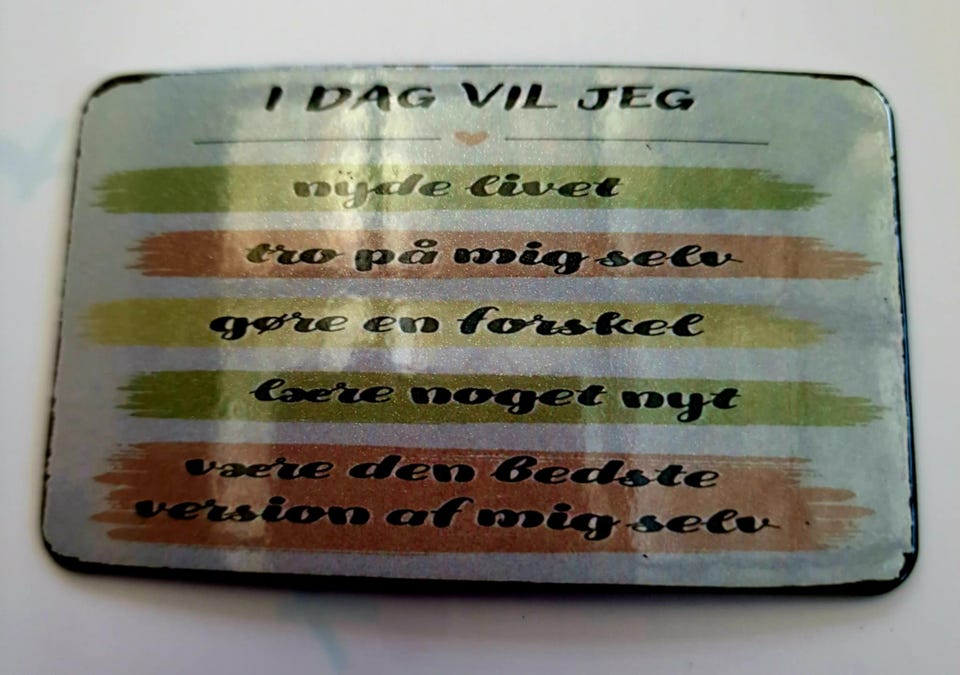 I DAG VIL JEG
nyde livet
tro på mig selv
gøre en forskel
lære noget nyt
være den bedste
version af mig selv